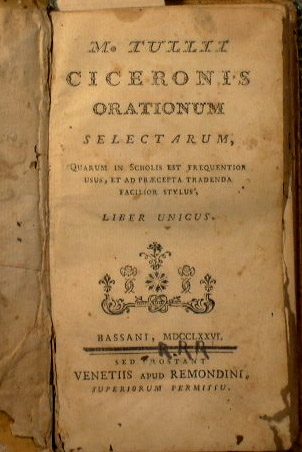 M. TULLII
CICERONIS
ORATIONUM
SELECTARUM,
QUARUM IN SCHOLIS EST FREQUENTIOR
USUS, ET AD PRÆCEPTA TRADENDA
FACILIOR STYLUS,
LIBER UNICUS.
BASSANI, MDCCLXXVI.
SED PROSTANT
VENETIIS APUD REMONDINI.
SUPERIORUM PERMISSU.